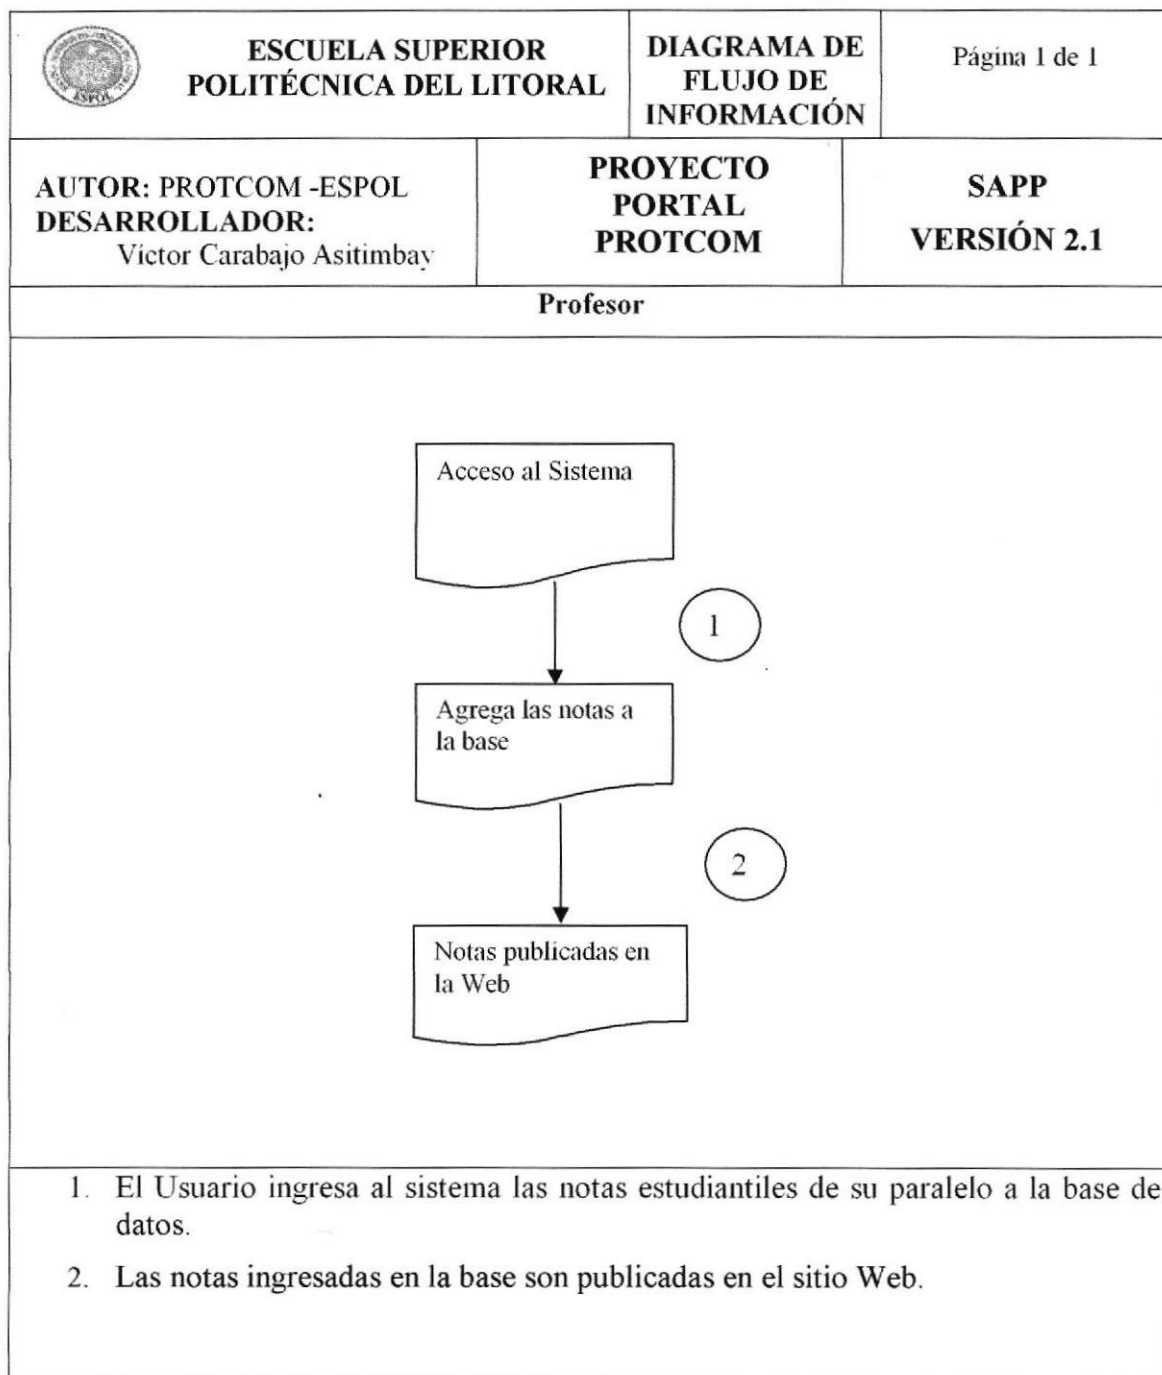 ESPOL
ESCUELA SUPERIOR
POLITÉCNICA DEL LITORAL
DIAGRAMA DE
FLUJO DE
INFORMACIÓN
Página 1 de 1
AUTOR: PROTCOM -ESPOL
DESARROLLADOR:
Víctor Carabajo Asitimbay
PROYECTO
PORTAL
PROTCOM
SAPP
VERSIÓN 2.1
Profesor
Acceso al Sistema
1
Agrega las notas a
la base
2
Notas publicadas en
la Web
1. El Usuario ingresa al sistema las notas estudiantiles de su paralelo a la base de
datos.
2. Las notas ingresadas en la base son publicadas en el sitio Web.